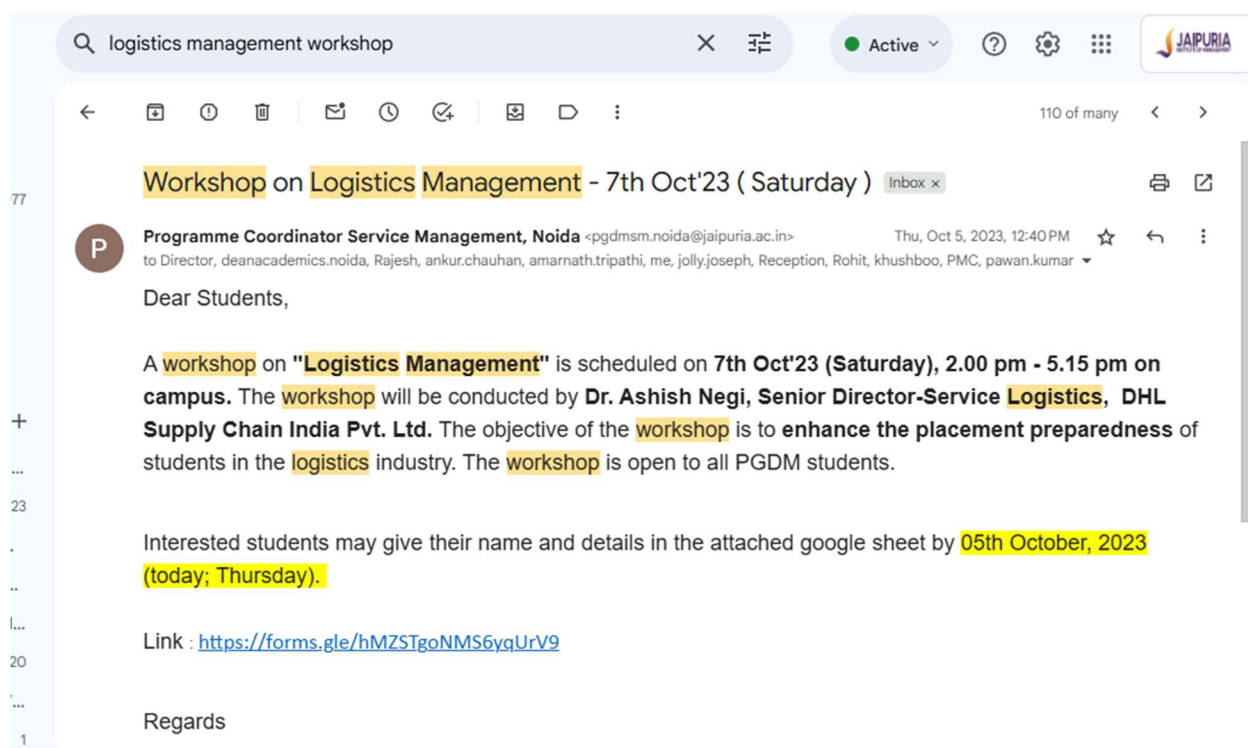 logistics management workshop
Active
JAIPURIA
INSTITUTE OF MANAGEMENT
110 of many
77
Workshop on Logistics Management - 7th Oct'23 ( Saturday ) Inbox x
P
Programme Coordinator Service Management, Noida <pgdmsm.noida@jaipuria.ac.in> Thu, Oct 5, 2023, 12:40 PM
to Director, deanacademics.noida, Rajesh, ankur.chauhan, amarnath.tripathi, me, jolly.joseph, Reception, Rohit, khushboo, PMC, pawan.kumar
Dear Students,
A workshop on "Logistics Management" is scheduled on 7th Oct'23 (Saturday), 2.00 pm - 5.15 pm on
campus. The workshop will be conducted by Dr. Ashish Negi, Senior Director-Service Logistics, DHL
Supply Chain India Pvt. Ltd. The objective of the workshop is to enhance the placement preparedness of
...
students in the logistics industry. The workshop is open to all PGDM students.
23
Interested students may give their name and details in the attached google sheet by 05th October, 2023
(today; Thursday).
..
l...
Link : https://forms.gle/hMZSTgoNMS6yqUrV9
20
...
Regards
1